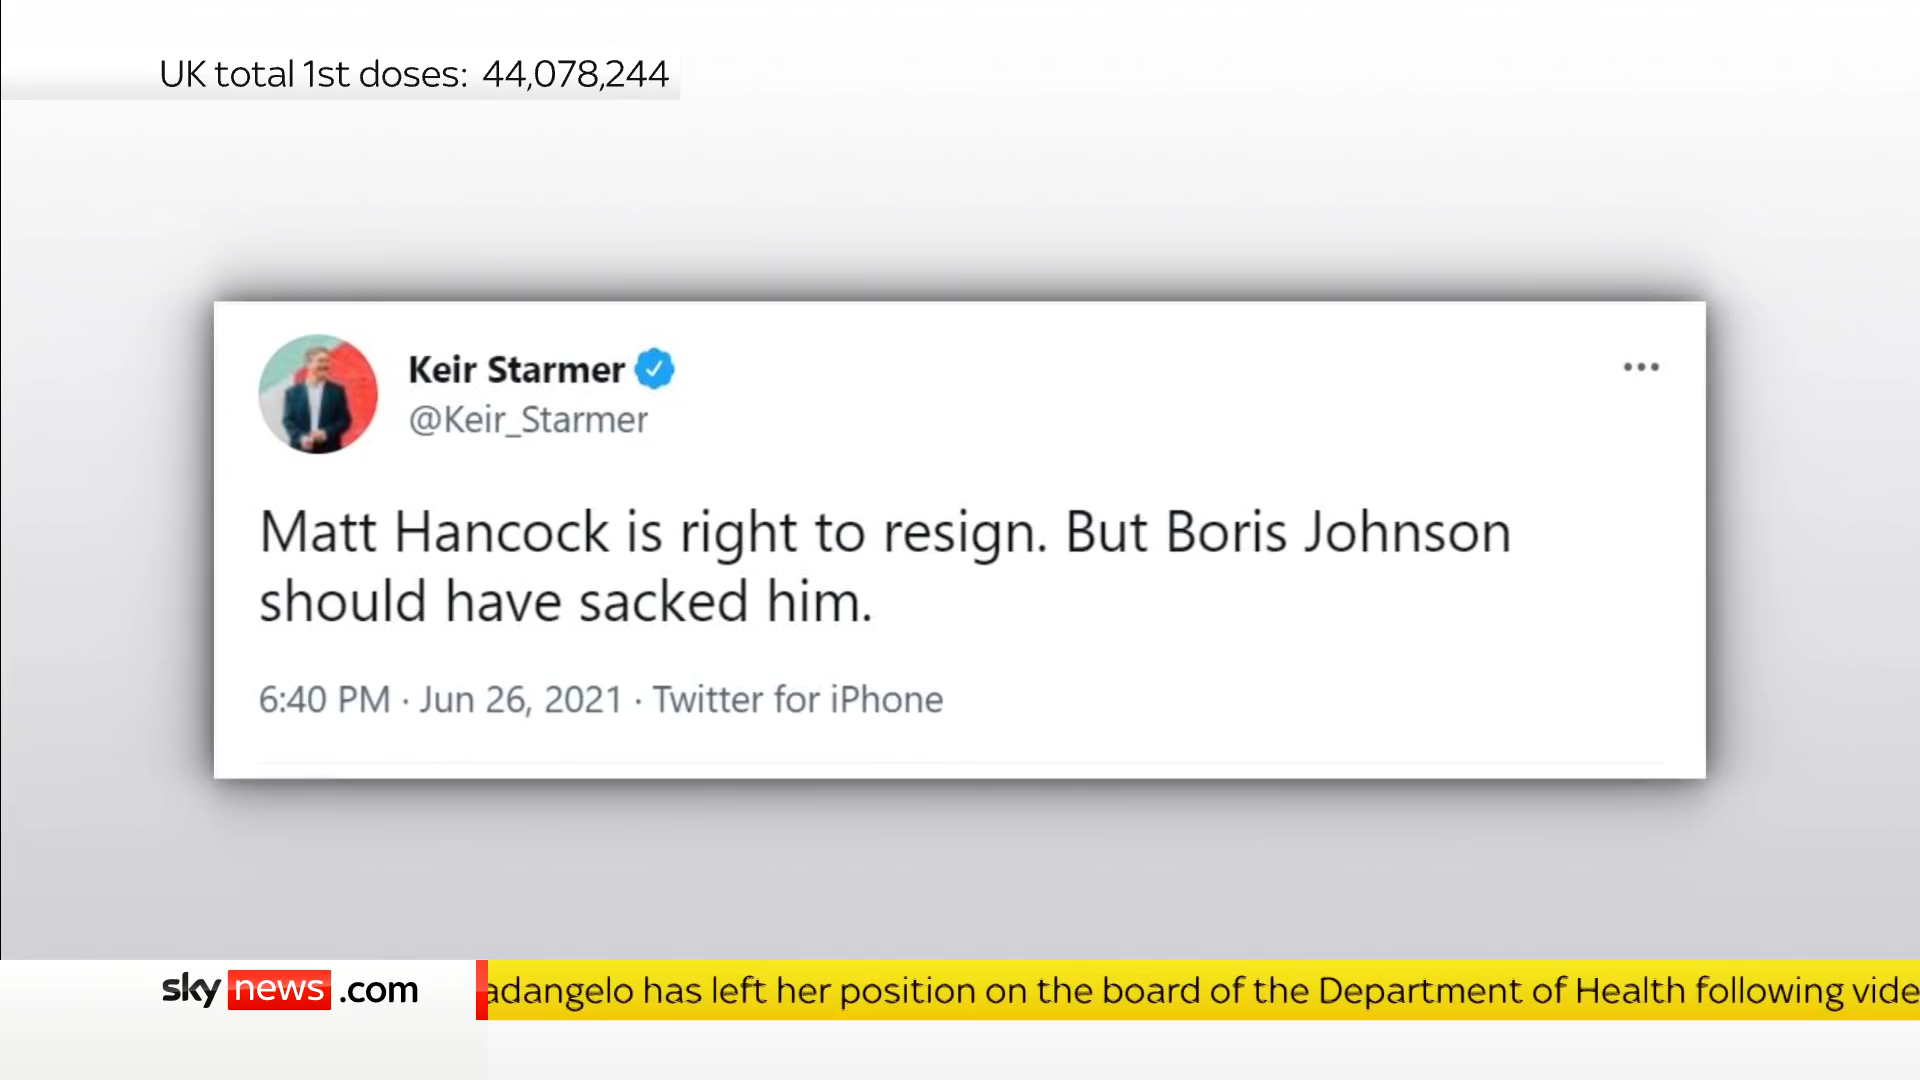 UK total 1st doses: 44,078,244
Keir Starmer
@Keir_Starmer
Matt Hancock is right to resign. But Boris Johnson
should have sacked him.
6:40 PM · Jun 26, 2021 · Twitter for iPhone
sky news .com
adangelo has left her position on the board of the Department of Health following vide